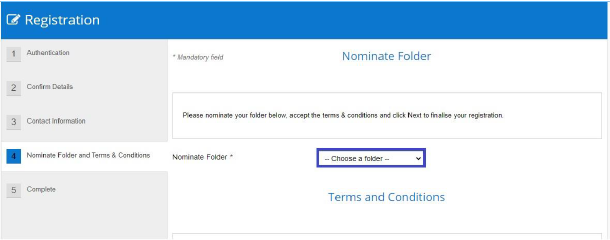 Registration
1 Authentication
2 Confirm Details
3 Contact Information
4 Nominate Folder and Terms & Conditions
5 Complete
* Mandatory field
Nominate Folder
Please nominate your folder below, accept the terms & conditions and click Next to finalise your registration.
Nominate Folder * -- Choose a folder --
Terms and Conditions